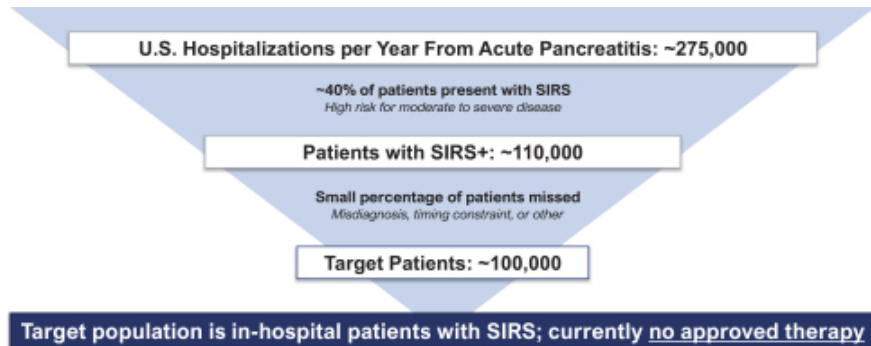 U.S. Hospitalizations per Year From Acute Pancreatitis: ~275,000
~40% of patients present with SIRS
High risk for moderate to severe disease
Patients with SIRS+: ~110,000
Small percentage of patients missed
Misdiagnosis, timing constraint, or other
Target Patients: ~100,000
Target population is in-hospital patients with SIRS; currently no approved therapy